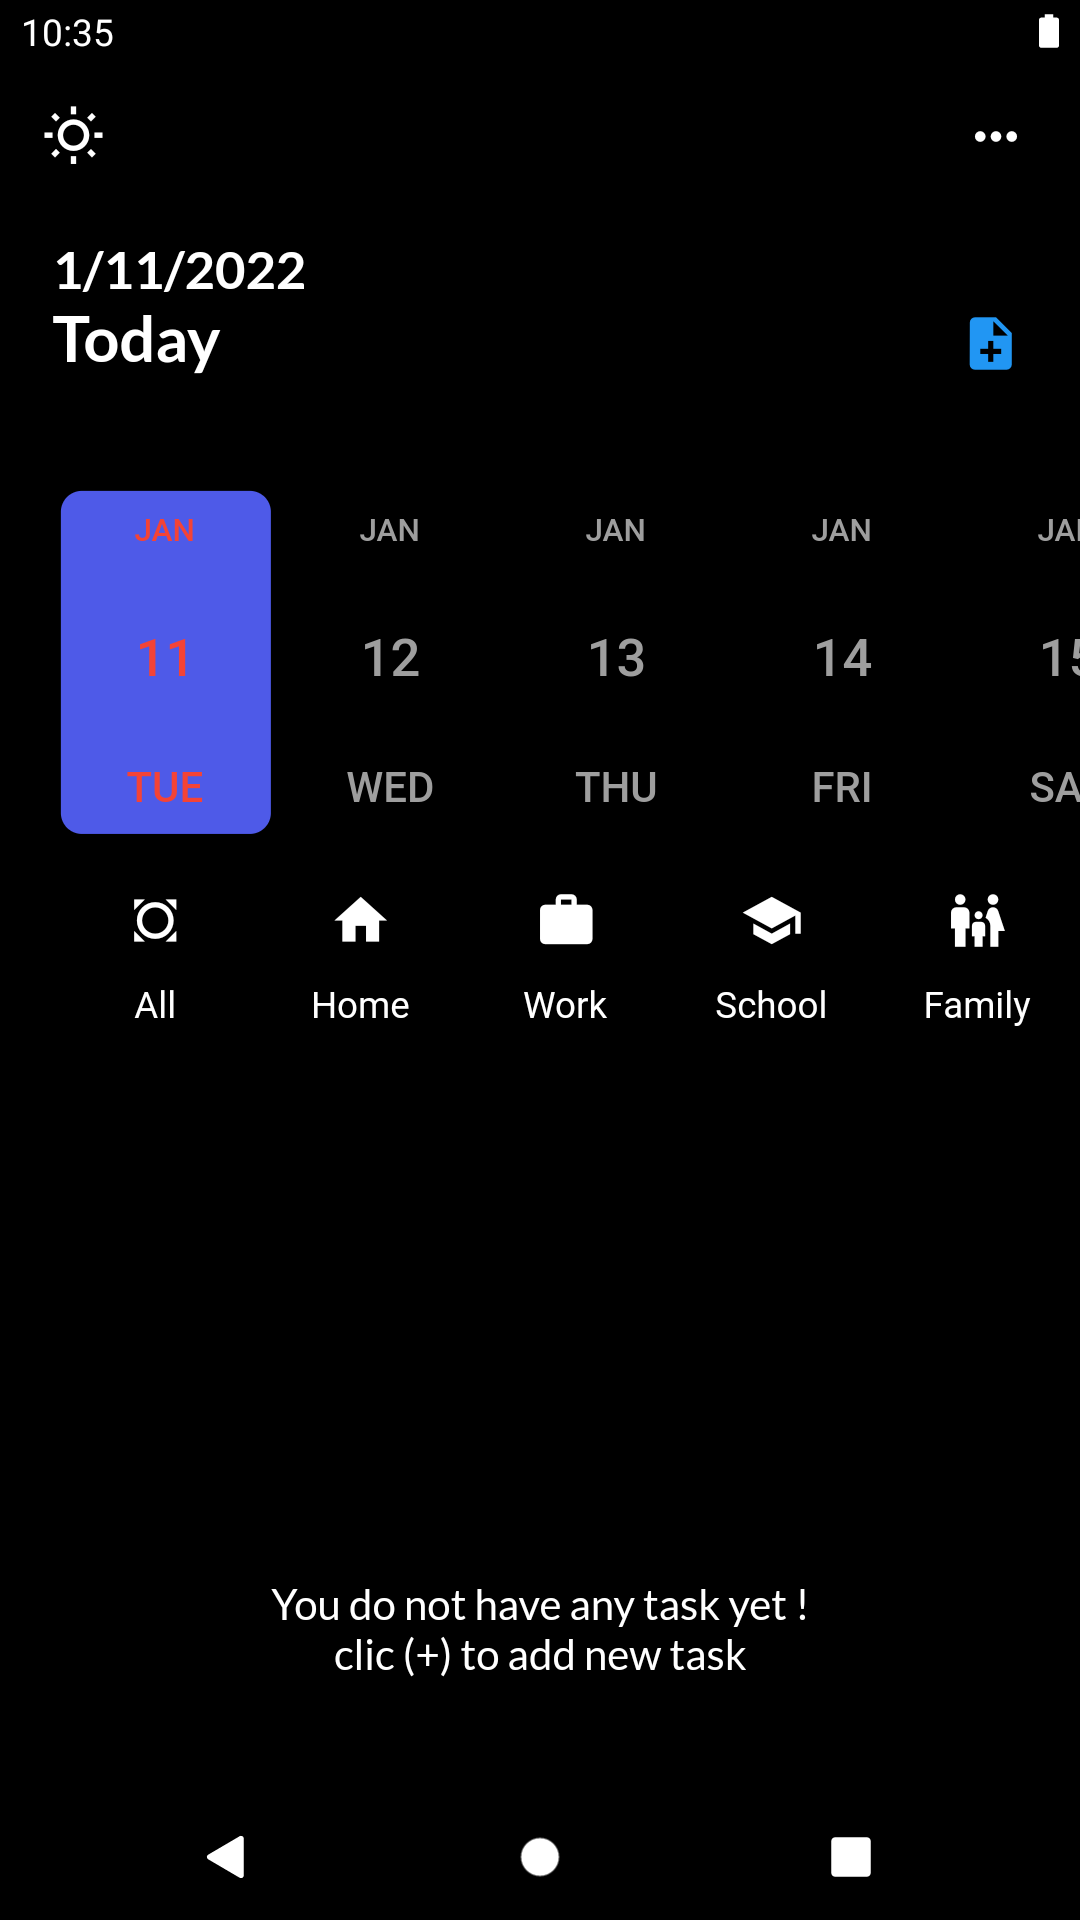 10:35
1/11/2022
Today
JAN JAN JAN JAN
11 12 13 14
TUE WED THU FRI
All Home Work School Family
You do not have any task yet !
clic (+) to add new task